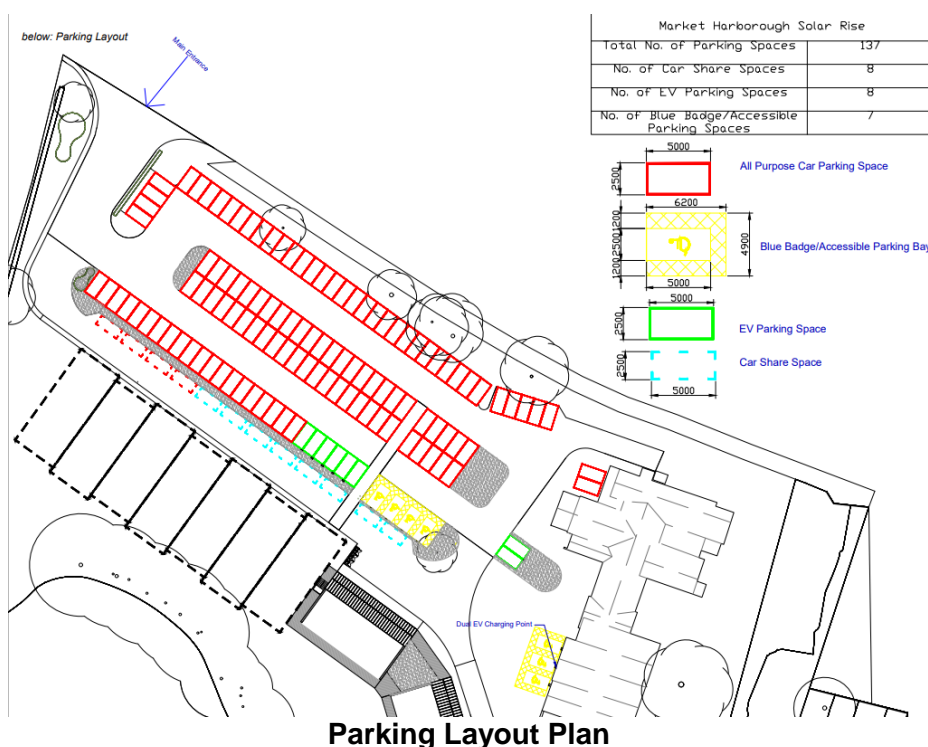 below: Parking Layout
Main Entrance
Market Harborough Solar Rise
Total No. of Parking Spaces 137
No. of Car Share Spaces 8
No. of EV Parking Spaces 8
No. of Blue Badge/Accessible
Parking Spaces 7
5000
2500
All Purpose Car Parking Space
6200
1200
2500
1200
4900
Blue Badge/Accessible Parking Bay
5000
5000
2500
EV Parking Space
2500
Car Share Space
5000
Dual EV Charging Point
Parking Layout Plan